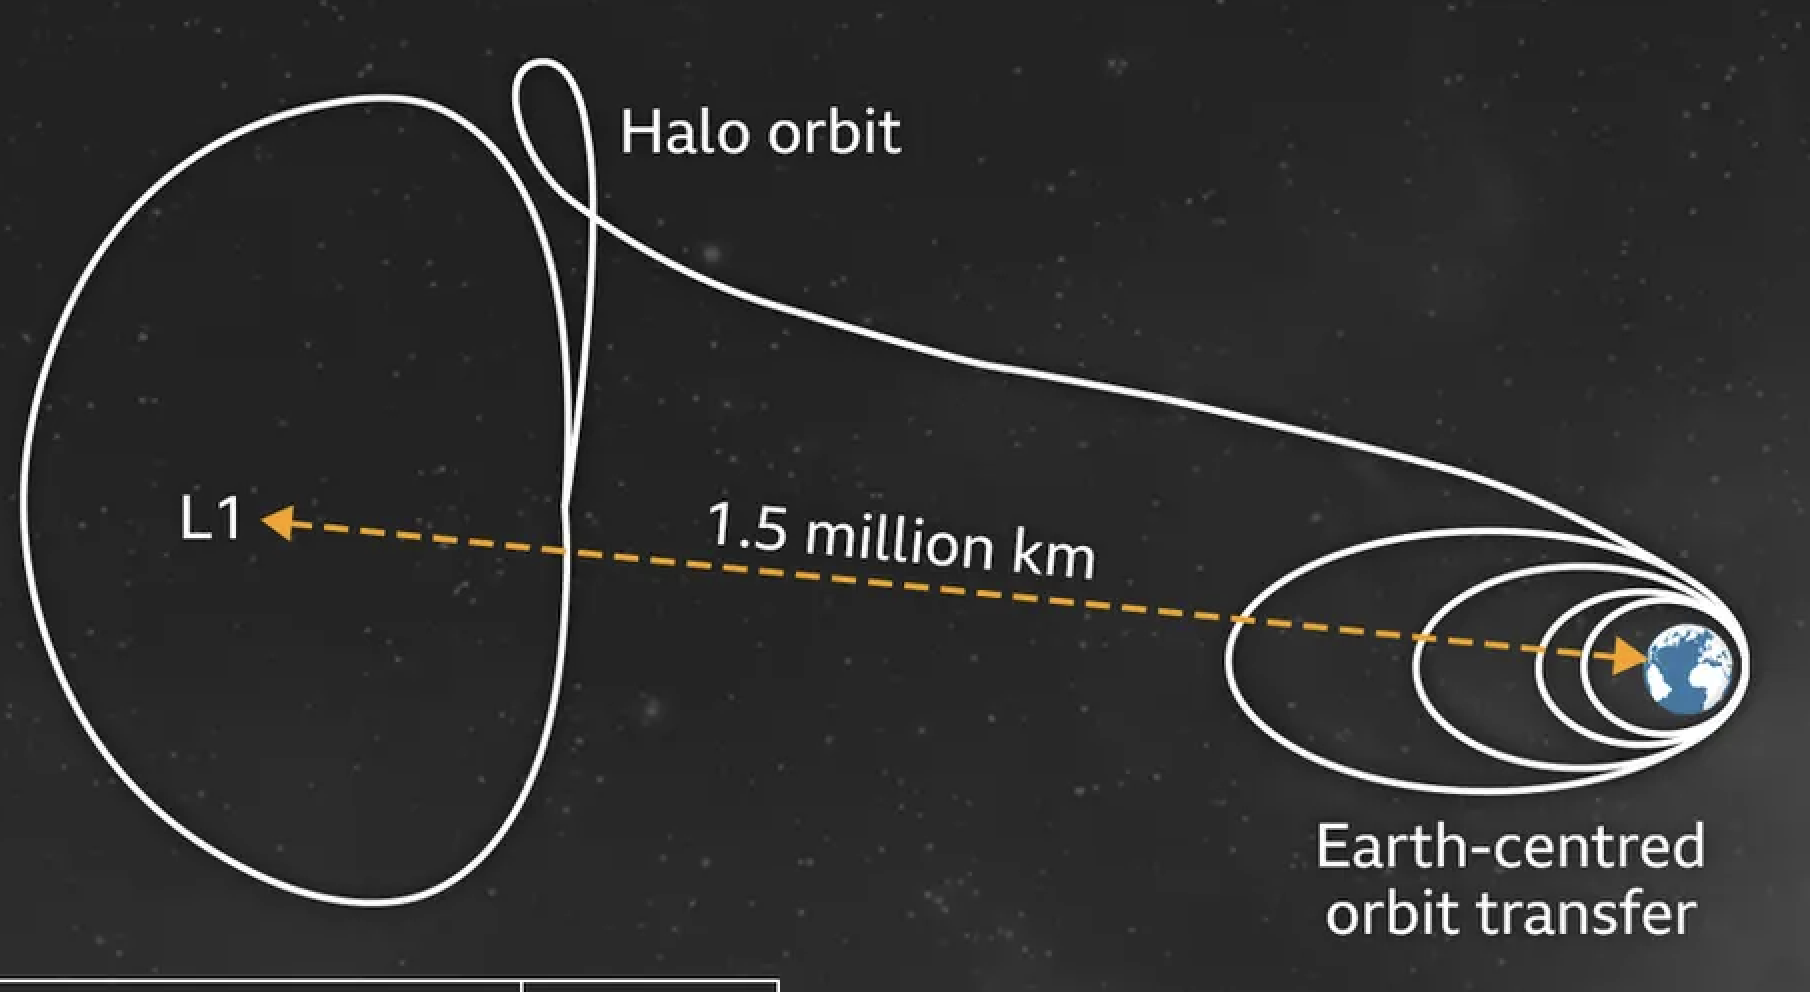 Halo orbit
L1
1.5 million km
Earth-centred
orbit transfer